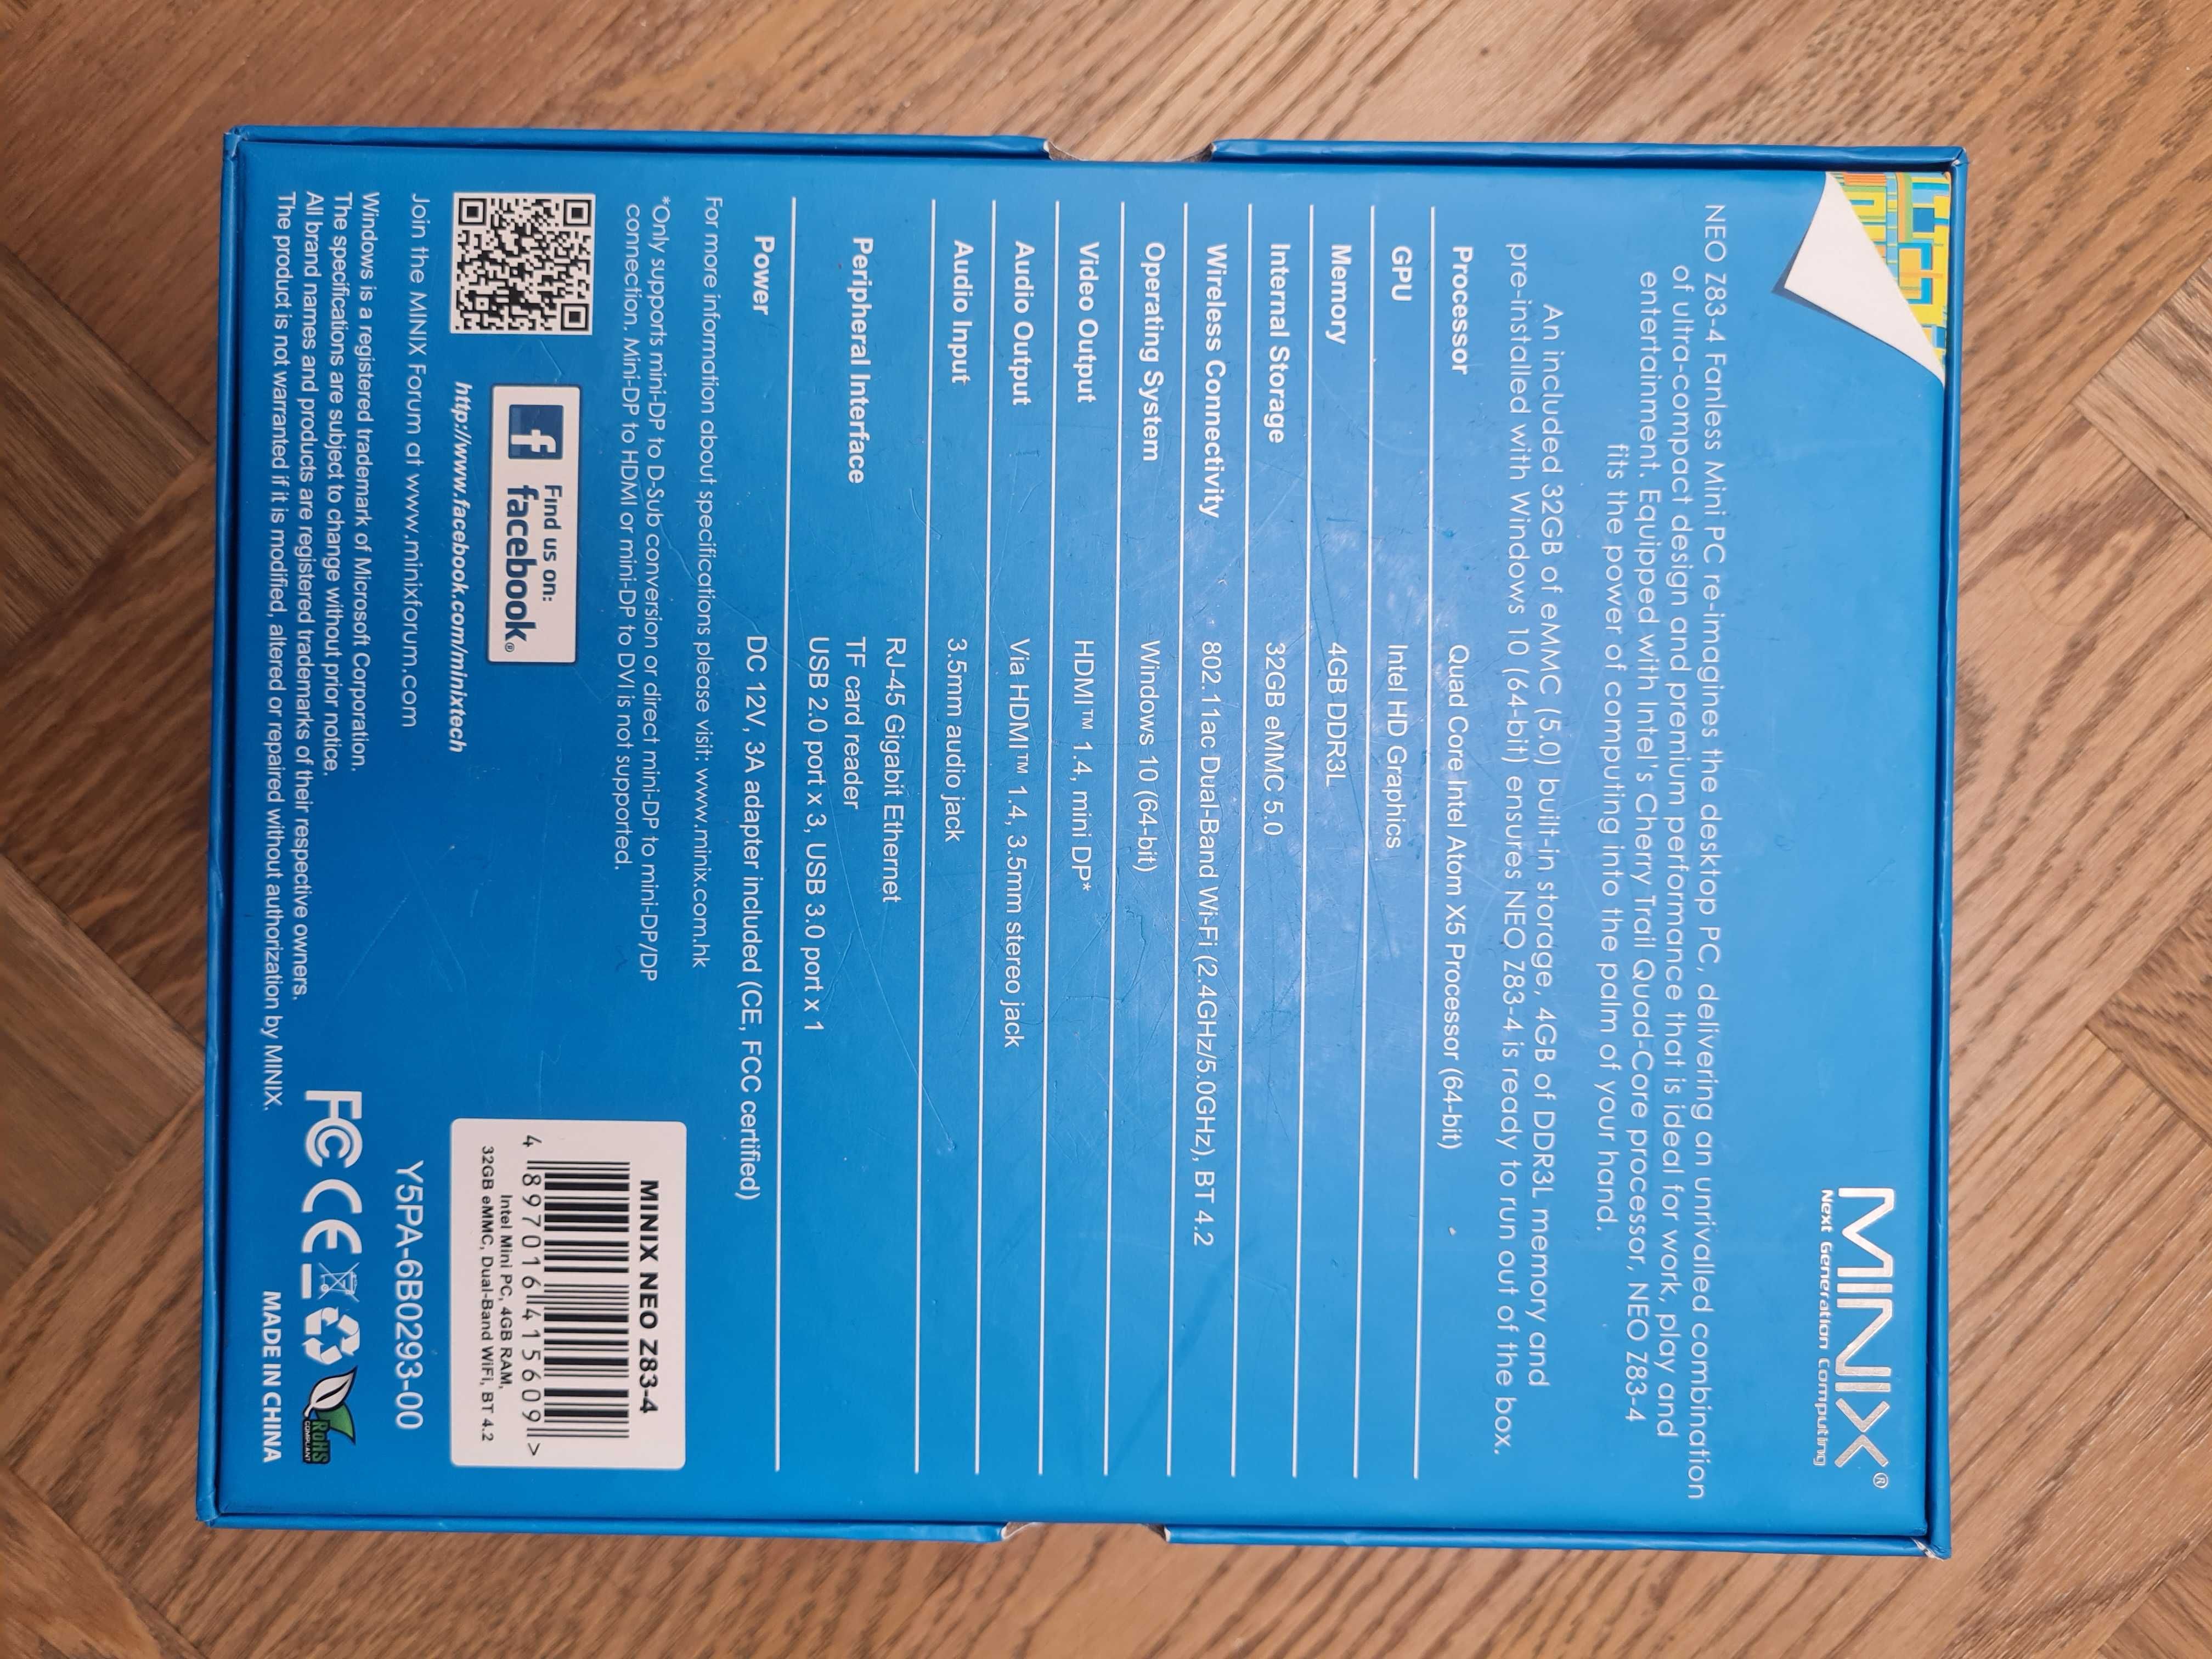 MINIX®
Next Generation Computing
NEO Z83-4 Fanless Mini PC re-imagines the desktop PC, delivering an unrivalled combination
of ultra-compact design and premium performance that is ideal for work, play and
entertainment. Equipped with Intel's Cherry Trail Quad-Core processor, NEO Z83-4
fits the power of computing into the palm of your hand.
An included 32GB of eMMC (5.0) built-in storage, 4GB of DDR3L memory and
pre-installed with Windows 10 (64-bit) ensures NEO Z83-4 is ready to run out of the box.
Processor Quad Core Intel Atom X5 Processor (64-bit)
GPU Intel HD Graphics
Memory 4GB DDR3L
Internal Storage 32GB eMMC 5.0
Wireless Connectivity 802.11ac Dual-Band Wi-Fi (2.4GHz/5.0GHz), BT 4.2
Operating System Windows 10 (64-bit)
Video Output HDMI™ 1.4, mini DP*
Audio Output Via HDMI™ 1.4, 3.5mm stereo jack
Audio Input 3.5mm audio jack
Peripheral Interface RJ-45 Gigabit Ethernet
TF card reader
USB 2.0 port x 3, USB 3.0 port x 1
Power DC 12V, 3A adapter included (CE, FCC certified)
For more information about specifications please visit: www.minix.com.hk
*Only supports mini-DP to D-Sub conversion or direct mini-DP to mini-DP/DP
connection. Mini-DP to HDMI or mini-DP to DVI is not supported.
Find us on:
facebook®
http://www.facebook.com/minixtech
Join the MINIX Forum at www.minixforum.com
Windows is a registered trademark of Microsoft Corporation.
The specifications are subject to change without prior notice.
All brand names and products are registered trademarks of their respective owners.
The product is not warranted if it is modified, altered or repaired without authorization by MINIX.
MINIX NEO Z83-4
4 897016 415609 >
Intel Mini PC, 4GB RAM,
32GB eMMC, Dual-Band WiFi, BT 4.2
Y5PA-6B0293-00
FC CE
RoHS
COMPLIANT
MADE IN CHINA